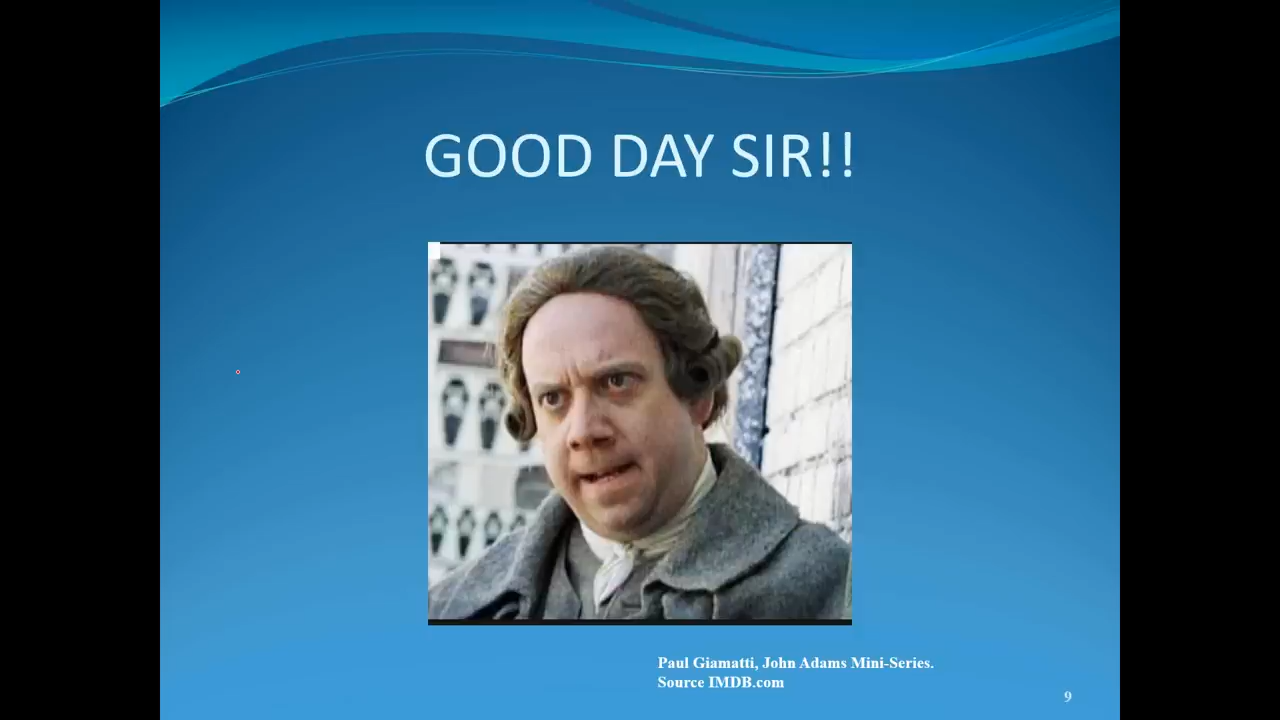 GOOD DAY SIR!!
Paul Giamatti, John Adams Mini-Series.
Source IMDB.com
9